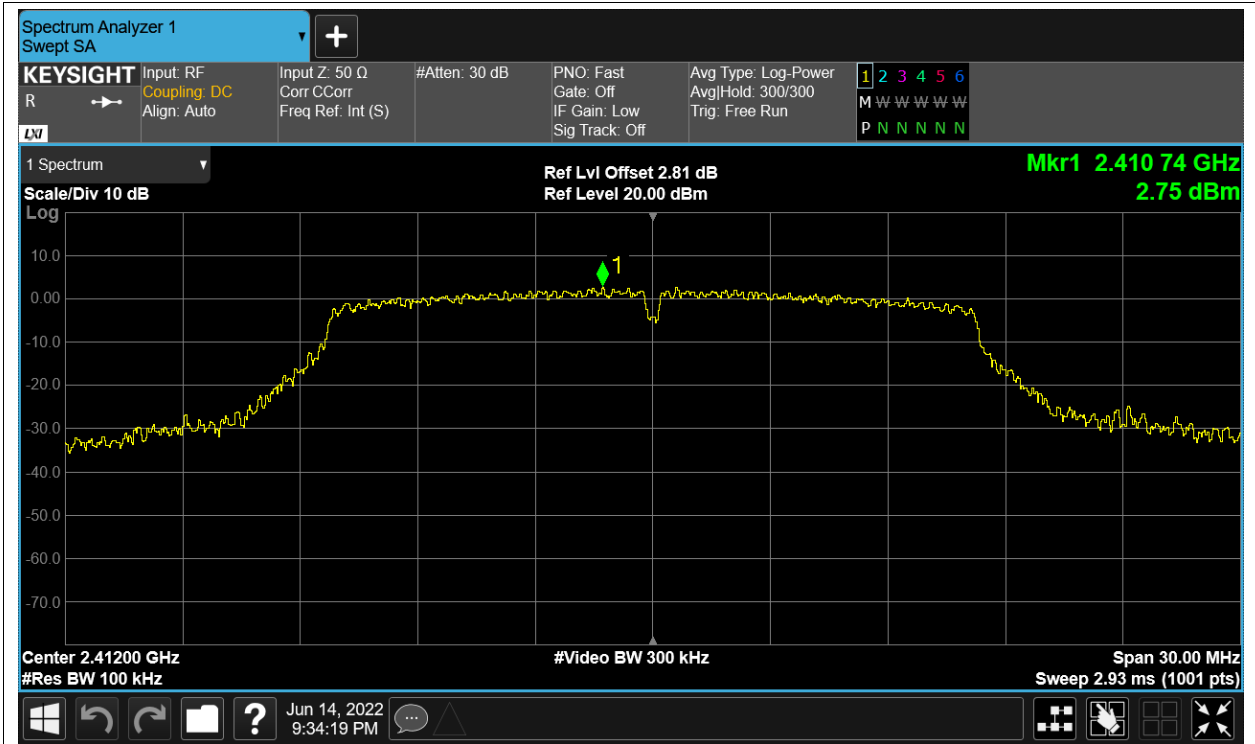 Spectrum Analyzer 1
Swept SA
KEYSIGHT
R
LXI
Input: RF
Coupling: DC
Align: Auto
Input Z: 50 Ω
Corr CCorr
Freq Ref: Int (S)
#Atten: 30 dB
PNO: Fast
Gate: Off
IF Gain: Low
Sig Track: Off
Avg Type: Log-Power
Avg|Hold: 300/300
Trig: Free Run
1 2 3 4 5 6
M W W W W W W
P N N N N N N
1 Spectrum
Scale/Div 10 dB
Ref Lvl Offset 2.81 dB
Ref Level 20.00 dBm
Mkr1 2.410 74 GHz
2.75 dBm
Log
10.0
0.00
-10.0
-20.0
-30.0
-40.0
-50.0
-60.0
-70.0
1
Center 2.41200 GHz
#Res BW 100 kHz
#Video BW 300 kHz
Span 30.00 MHz
Sweep 2.93 ms (1001 pts)
?
Jun 14, 2022
9:34:19 PM